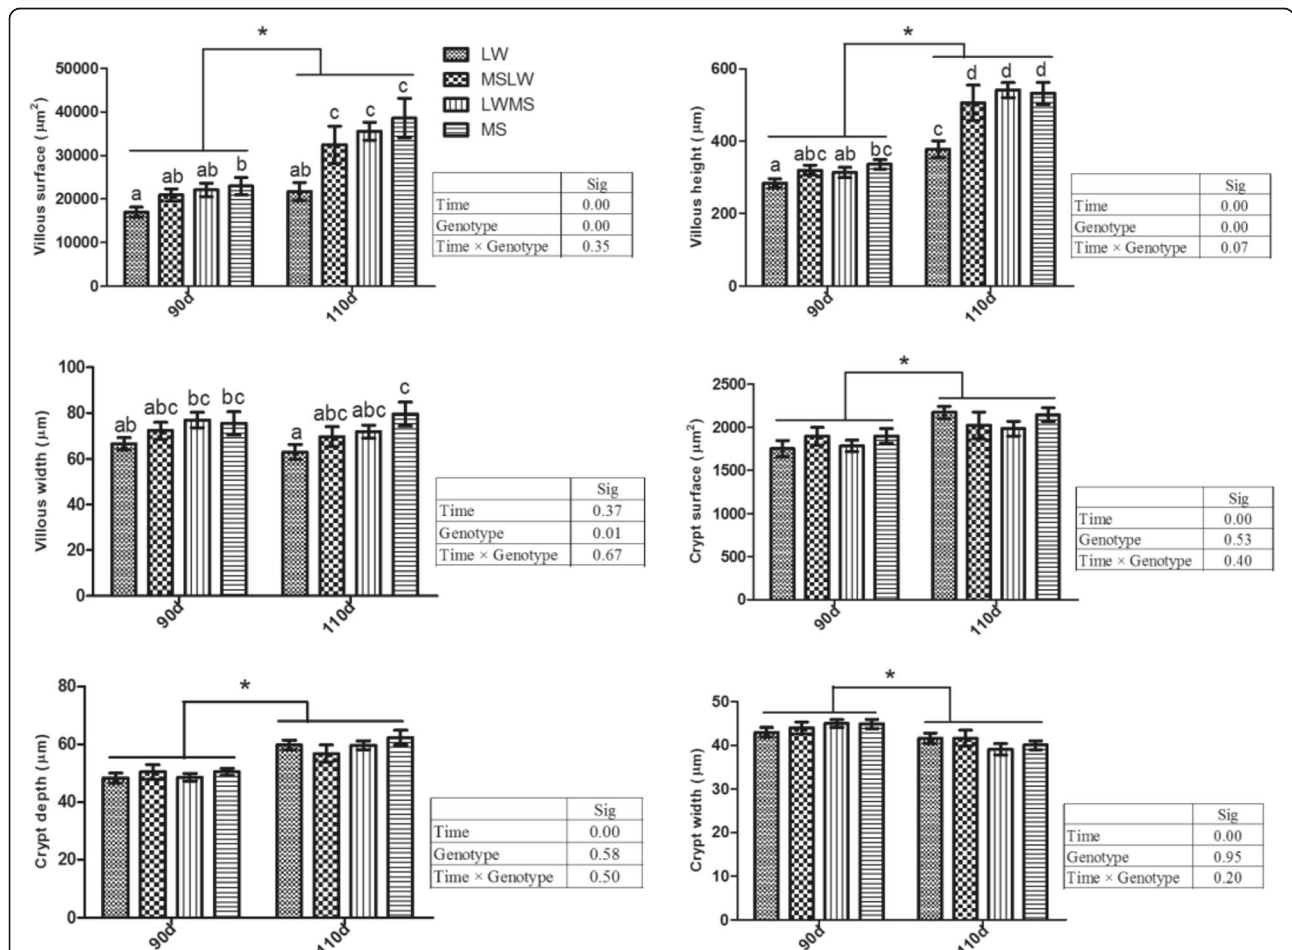 *
LW
MSLW
LWMS
MS
Villous surface (μm²)
50000
40000
30000
20000
10000
0
a ab ab b
ab c c c
90d 110d
Sig
Time 0.00
Genotype 0.00
Time × Genotype 0.35
*
Villous height (μm)
600
400
200
0
a abc ab bc
c d d d
90d 110d
Sig
Time 0.00
Genotype 0.00
Time × Genotype 0.07
Villous width (μm)
100
80
60
40
20
0
ab abc bc bc
a abc abc c
90d 110d
Sig
Time 0.37
Genotype 0.01
Time × Genotype 0.67
*
Crypt surface (μm²)
2500
2000
1500
1000
500
0
90d 110d
Sig
Time 0.00
Genotype 0.53
Time × Genotype 0.40
*
Crypt depth (μm)
80
60
40
20
0
90d 110d
Sig
Time 0.00
Genotype 0.58
Time × Genotype 0.50
*
Crypt width (μm)
50
40
30
20
10
0
90d 110d
Sig
Time 0.00
Genotype 0.95
Time × Genotype 0.20